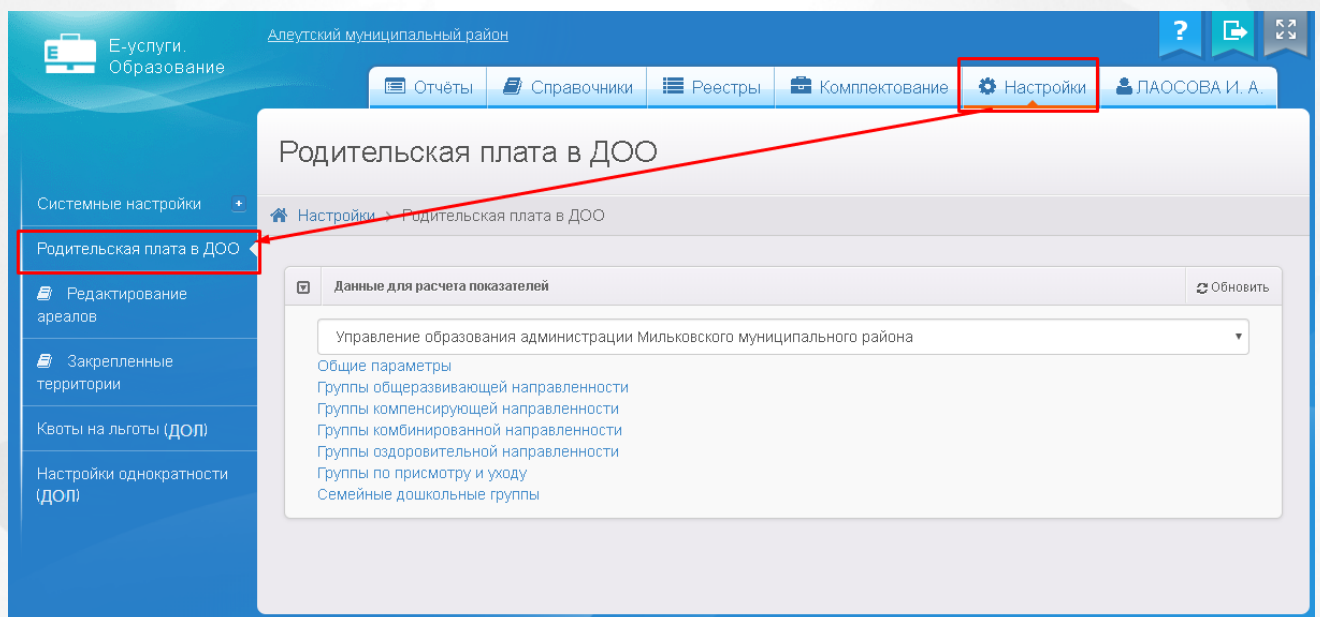 Е-услуги.
Образование
Алеутский муниципальный район
?
Отчёты Справочники Реестры Комплектование Настройки ЛАОСОВА И. А.
Родительская плата в ДОО
Настройки > Родительская плата в ДОО
Системные настройки +
Родительская плата в ДОО
Редактирование
ареалов
Закрепленные
территории
Квоты на льготы (ДОЛ)
Настройки однократности
(ДОЛ)
Данные для расчета показателей Обновить
Управление образования администрации Мильковского муниципального района
Общие параметры
Группы общеразвивающей направленности
Группы компенсирующей направленности
Группы комбинированной направленности
Группы оздоровительной направленности
Группы по присмотру и уходу
Семейные дошкольные группы